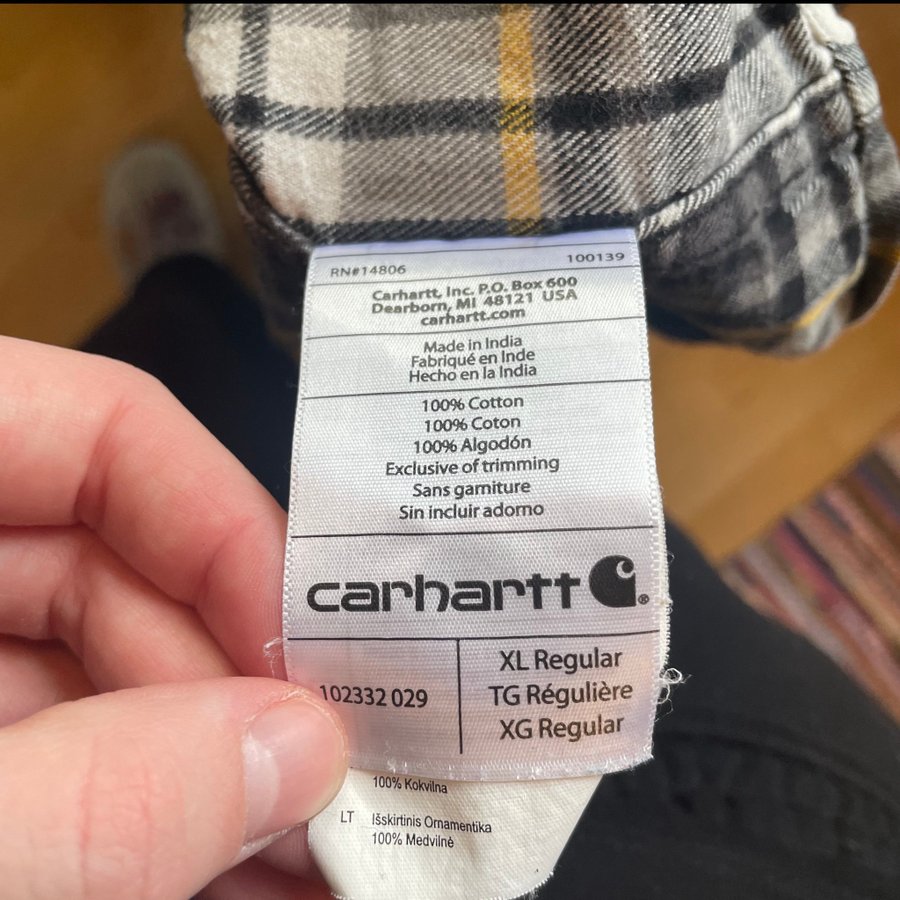 RN#14806 100139
Carhartt, Inc. P.O. Box 600
Dearborn, MI 48121 USA
carhartt.com
Made in India
Fabriqué en Inde
Hecho en la India
100% Cotton
100% Coton
100% Algodón
Exclusive of trimming
Sans garniture
Sin incluir adorno
carhartt ®
102332 029
XL Regular
TG Régulière
XG Regular
100% Kokvilna
LT Išskirtinis Ornamentika
100% Medvilnė